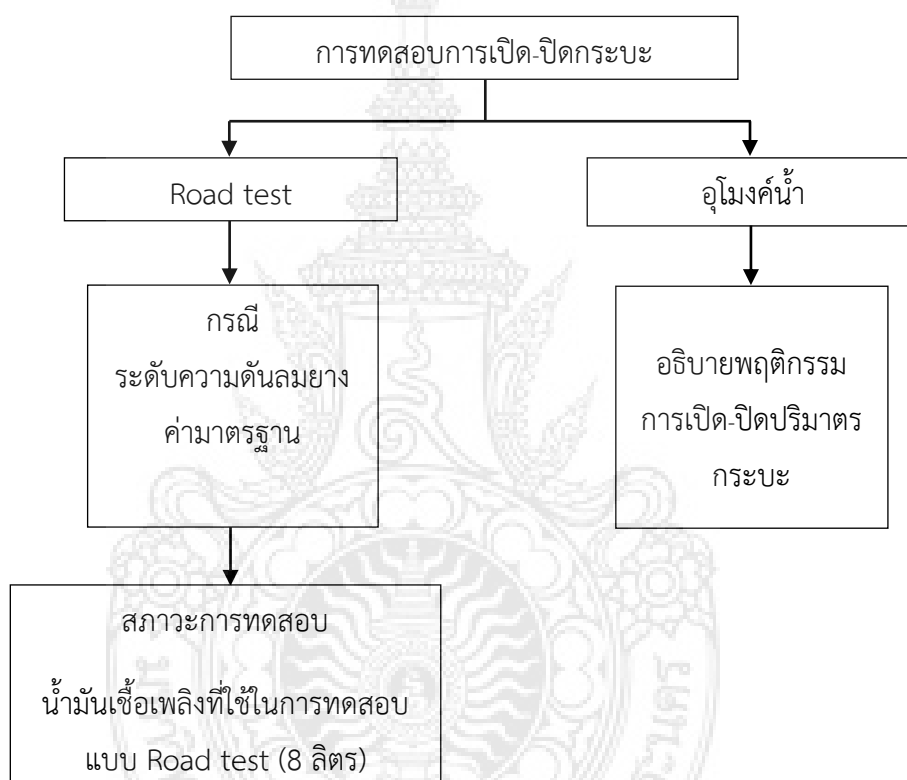 การทดสอบการเปิด-ปิดกระบะ
Road test
อุโมงค์น้ำ
กรณี
ระดับความดันลมยาง
ค่ามาตรฐาน
อธิบายพฤติกรรม
การเปิด-ปิดปริมาตร
กระบะ
สภาวะการทดสอบ
น้ำมันเชื้อเพลิงที่ใช้ในการทดสอบ
แบบ Road test (8 ลิตร)